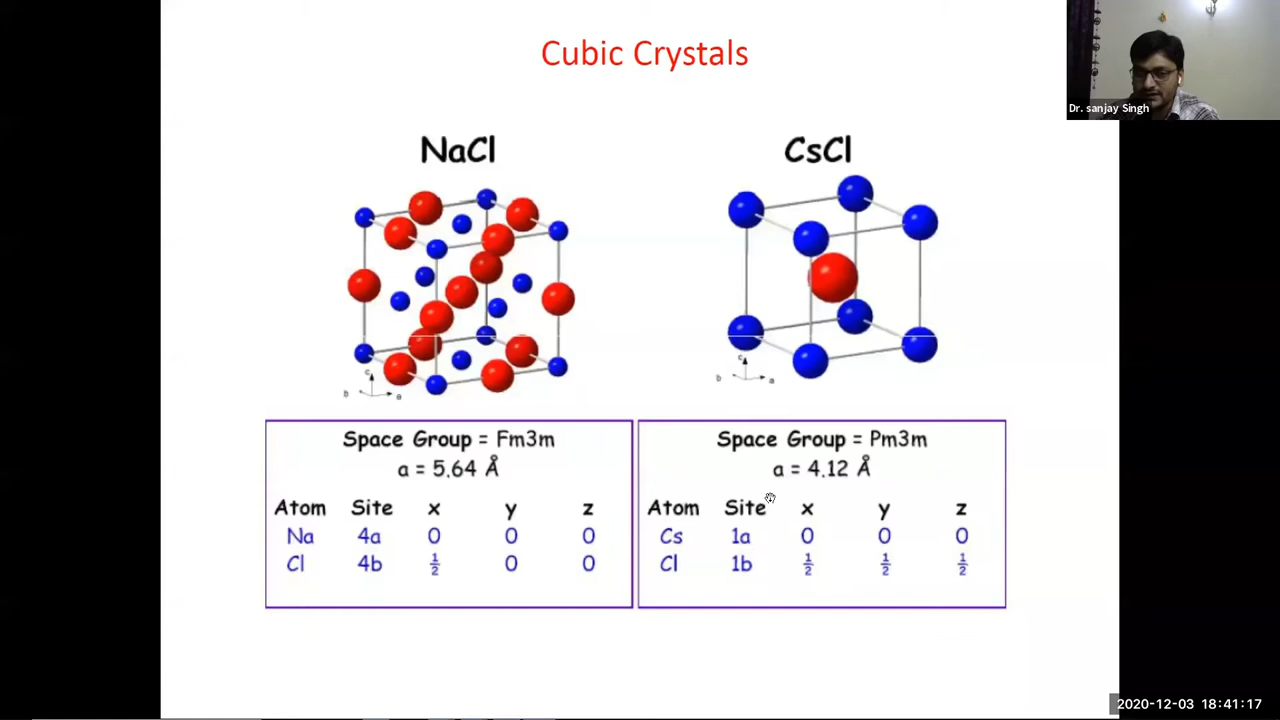 Cubic Crystals
Dr. sanjay Singh
NaCl
CsCl
c
b
a
c
b
a
Space Group = Fm3m
a = 5.64 Å
Atom Site x y z
Na 4a 0 0 0
Cl 4b ½ 0 0
Space Group = Pm3m
a = 4.12 Å
Atom Site x y z
Cs 1a 0 0 0
Cl 1b ½ ½ ½
2020-12-03 18:41:17